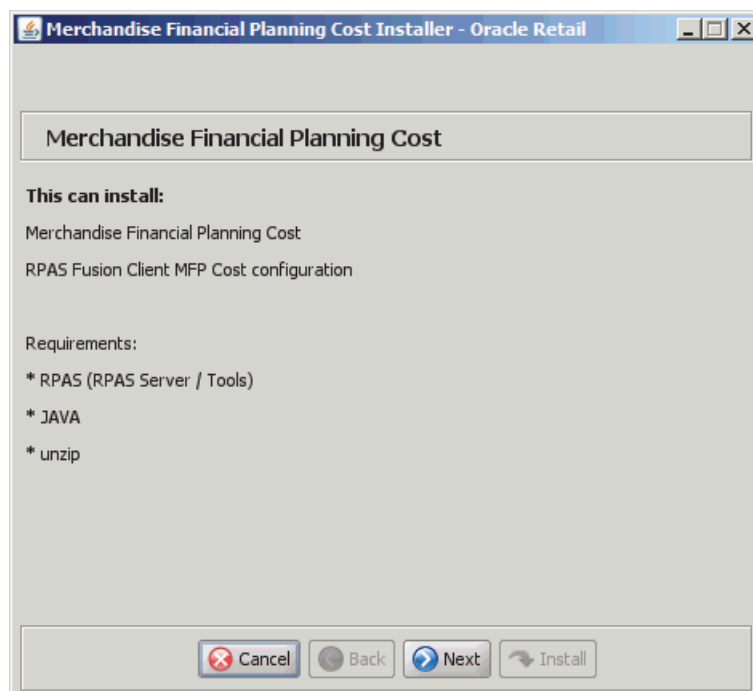 Merchandise Financial Planning Cost Installer - Oracle Retail
Merchandise Financial Planning Cost
This can install:
Merchandise Financial Planning Cost
RPAS Fusion Client MFP Cost configuration
Requirements:
* RPAS (RPAS Server / Tools)
* JAVA
* unzip
Cancel Back Next Install